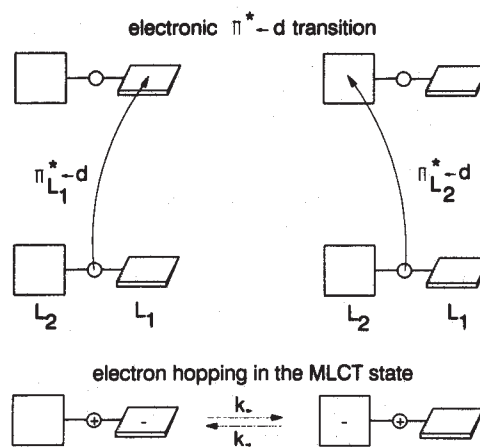 electronic Π* ← d transition
Π*L1 ← d
Π*L2 ← d
L2 L1 L2 L1
electron hopping in the MLCT state
k→
+ - - +
k←